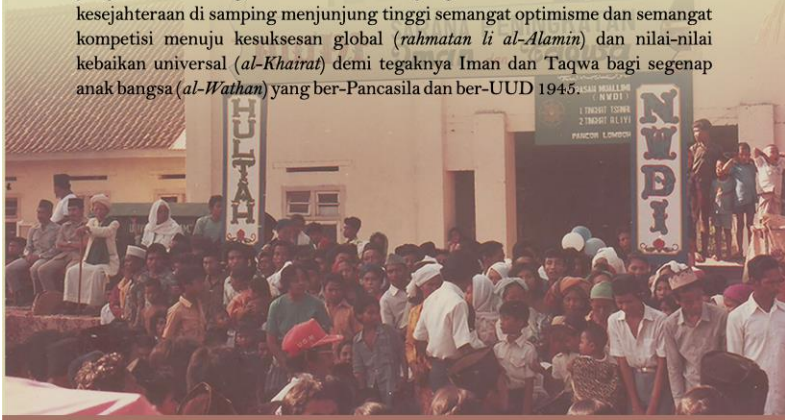 kesejahteraan di samping menjunjung tinggi semangat optimisme dan semangat
kompetisi menuju kesuksesan global (rahmatan li al-Alamin) dan nilai-nilai
kebaikan universal (al-Khairat) demi tegaknya Iman dan Taqwa bagi segenap
anak bangsa (al-Wathan) yang ber-Pancasila dan ber-UUD 1945.
HULTAH
NWDI
(NWDI)
PANCOR LOMBOK